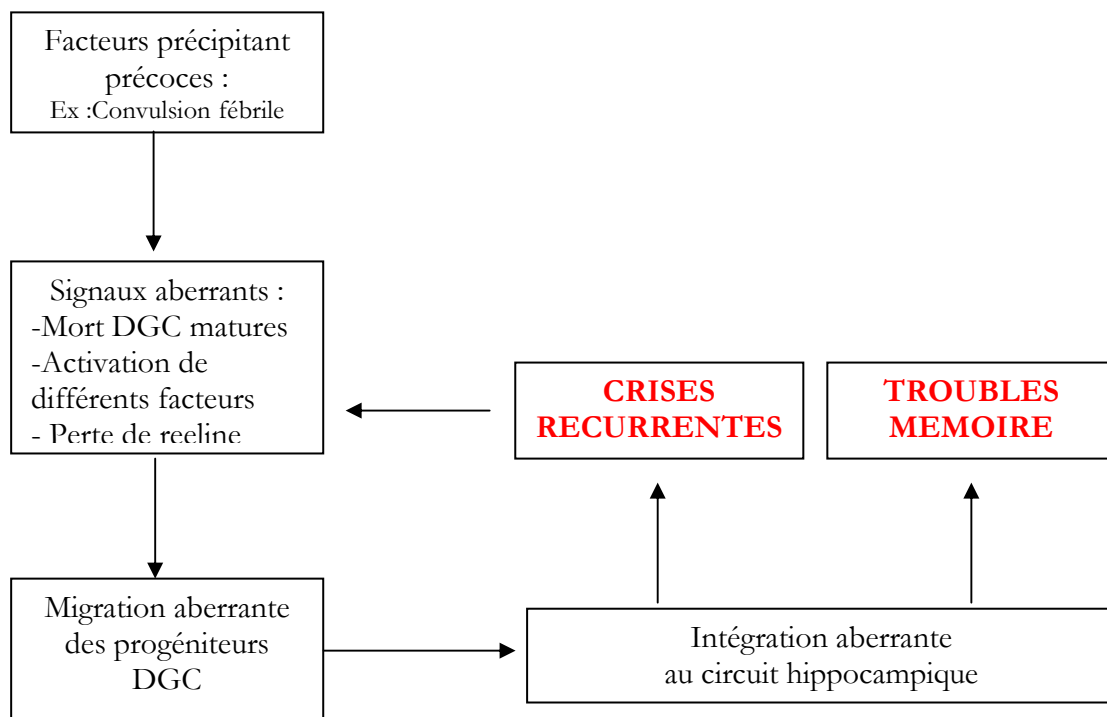 Facteurs précipitant
précoces :
Ex :Convulsion fébrile
Signaux aberrants :
-Mort DGC matures
-Activation de
différents facteurs
- Perte de reeline
CRISES
RECURRENTES
TROUBLES
MEMOIRE
Migration aberrante
des progéniteurs
DGC
Intégration aberrante
au circuit hippocampique